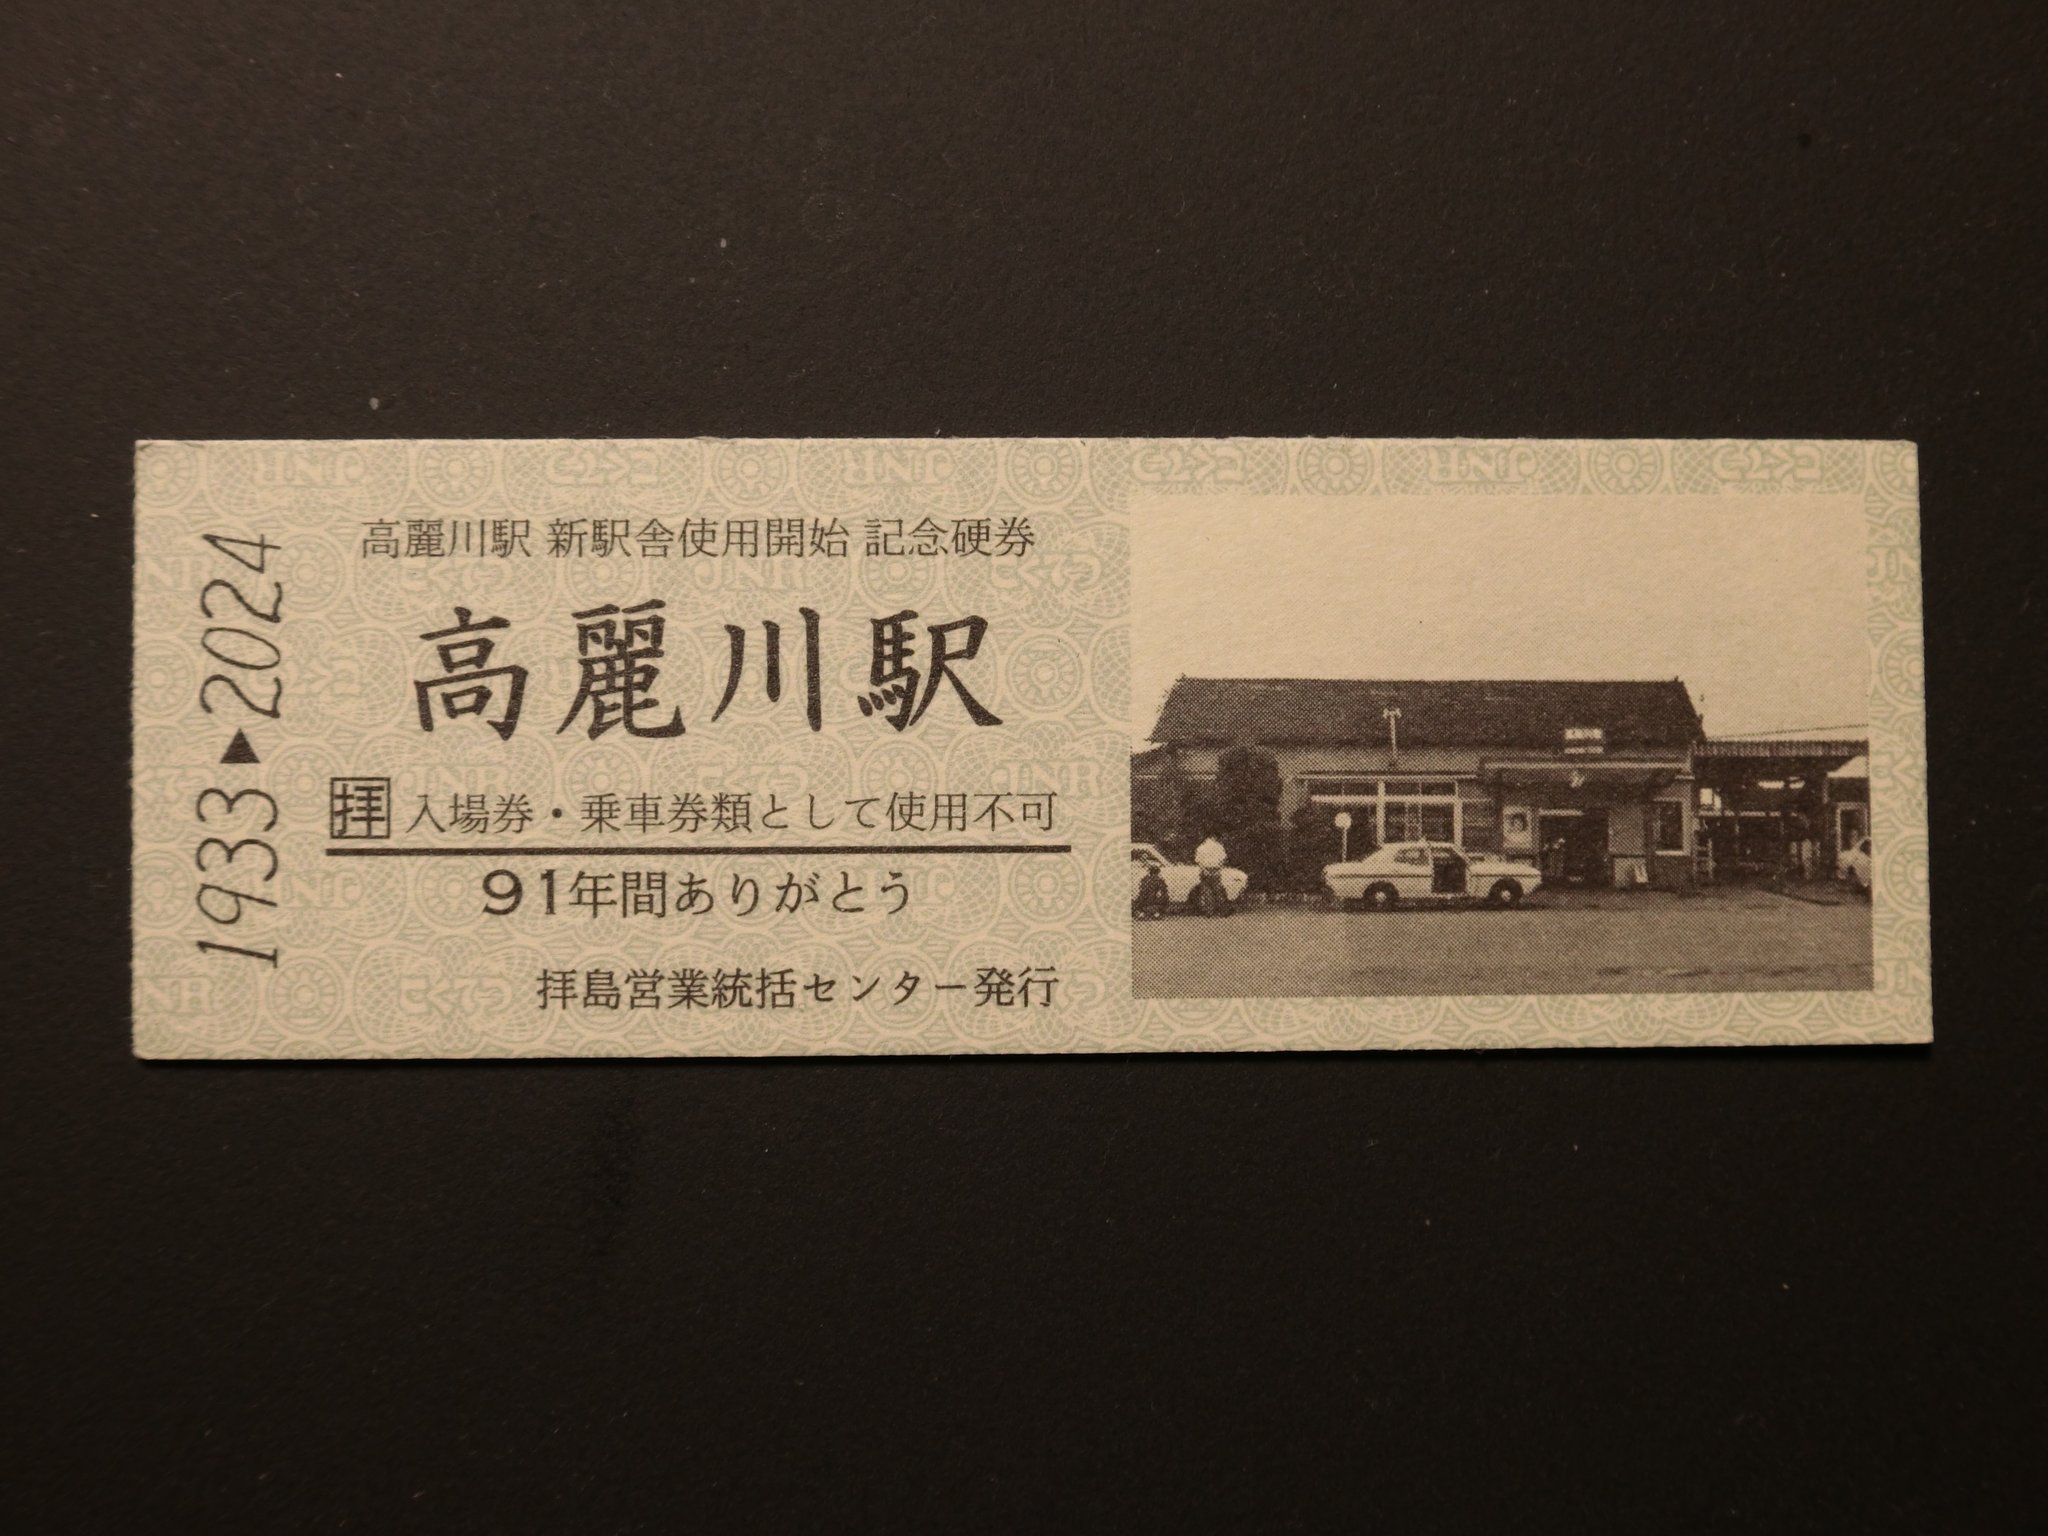 1933▶2024
高麗川駅 新駅舎使用開始 記念硬券
高麗川駅
拝 入場券・乗車券類として使用不可
91年間ありがとう
拝島営業統括センター発行